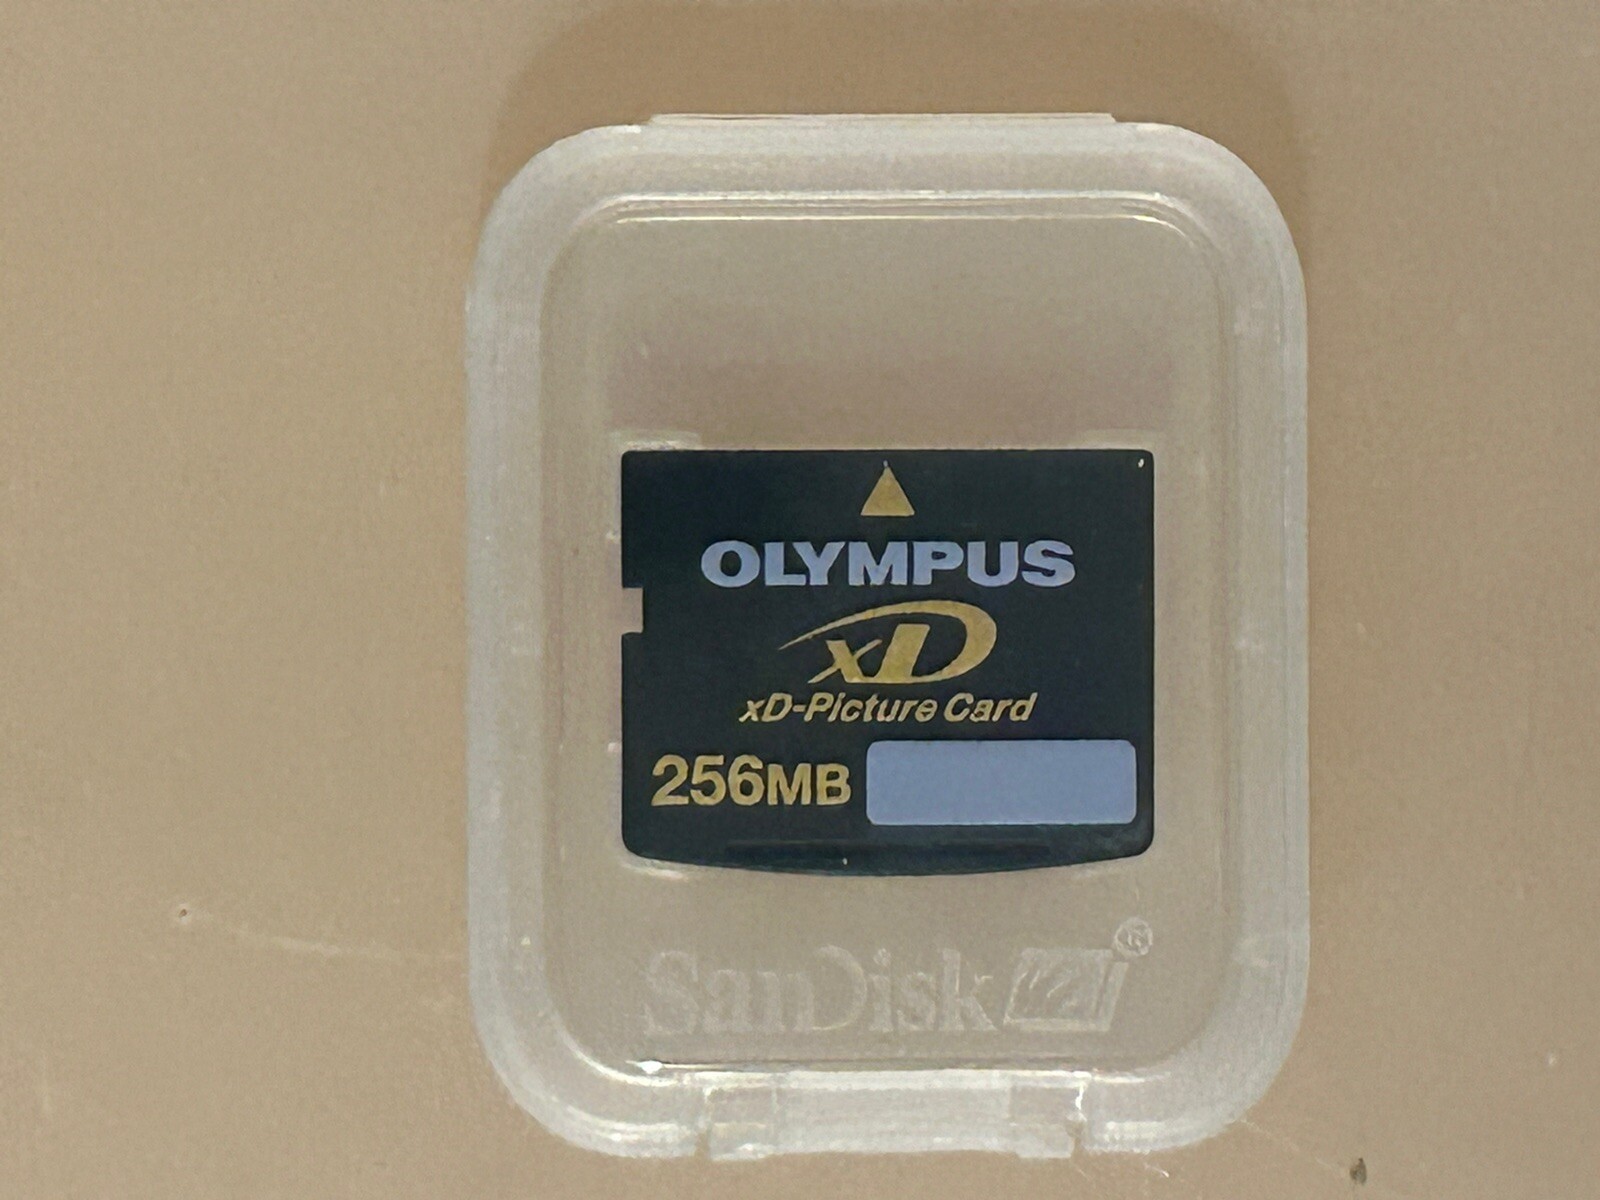 OLYMPUS
xD
xD-Picture Card
256MB
SanDisk ®